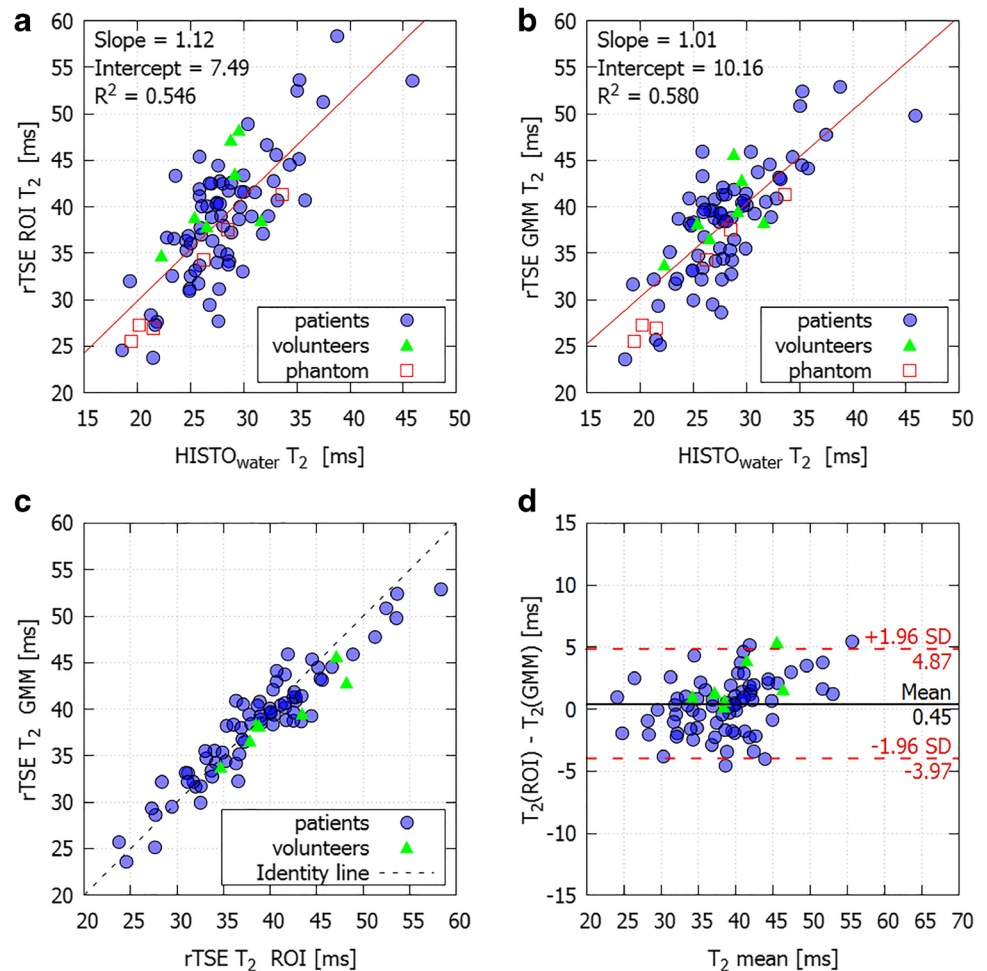 a
60
55
50
45
40
35
30
25
20
15 20 25 30 35 40 45 50
rTSE ROI T2 [ms]
HISTOwater T2 [ms]
Slope = 1.12
Intercept = 7.49
R2 = 0.546
patients
volunteers
phantom
b
60
55
50
45
40
35
30
25
20
15 20 25 30 35 40 45 50
rTSE GMM T2 [ms]
HISTOwater T2 [ms]
Slope = 1.01
Intercept = 10.16
R2 = 0.580
patients
volunteers
phantom
c
60
55
50
45
40
35
30
25
20
20 25 30 35 40 45 50 55 60
rTSE T2 GMM [ms]
rTSE T2 ROI [ms]
patients
volunteers
Identity line
d
15
10
5
0
-5
-10
-15
20 25 30 35 40 45 50 55 60 65 70
T2(ROI) - T2(GMM) [ms]
T2 mean [ms]
+1.96 SD
4.87
Mean
0.45
-1.96 SD
-3.97